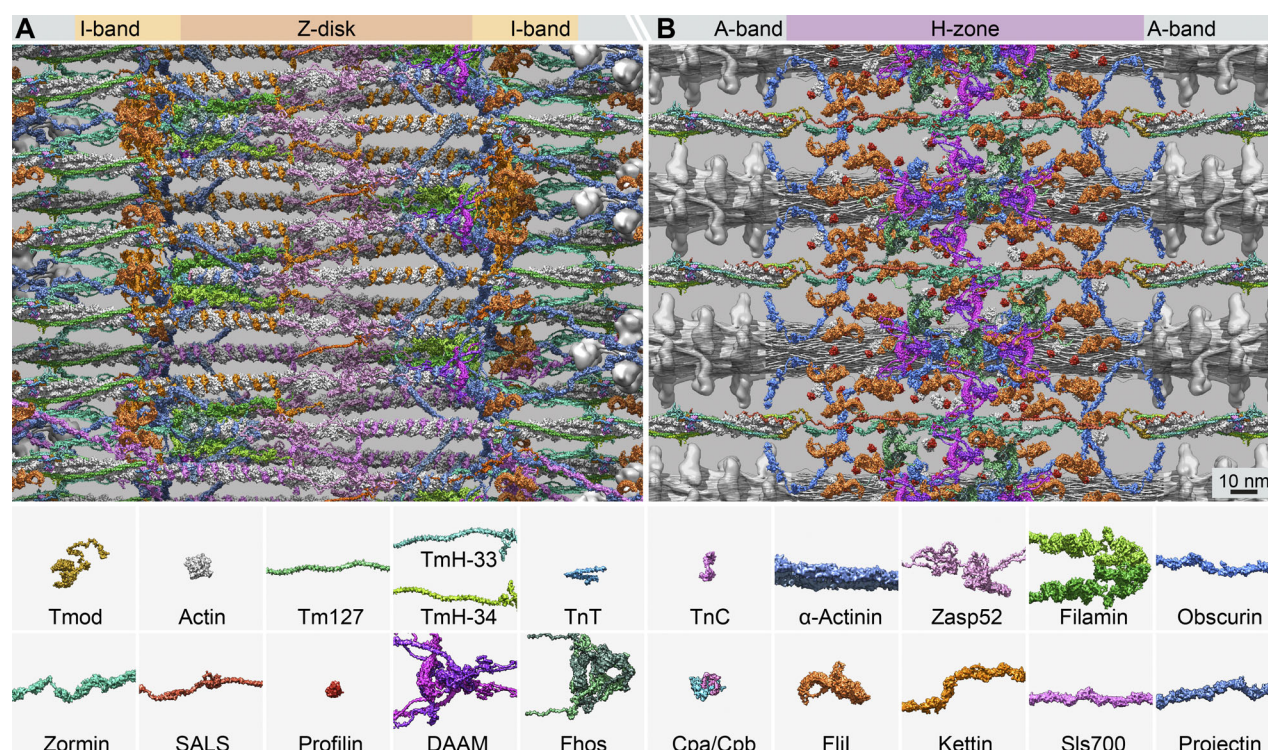 A I-band Z-disk I-band B A-band H-zone A-band
10 nm
TmH-33
Tmod Actin Tm127 TmH-34 TnT TnC α-Actinin Zasp52 Filamin Obscurin
Zormin SALS Profilin DAAM Fhos Cpa/Cpb FliI Kettin Sls700 Projectin